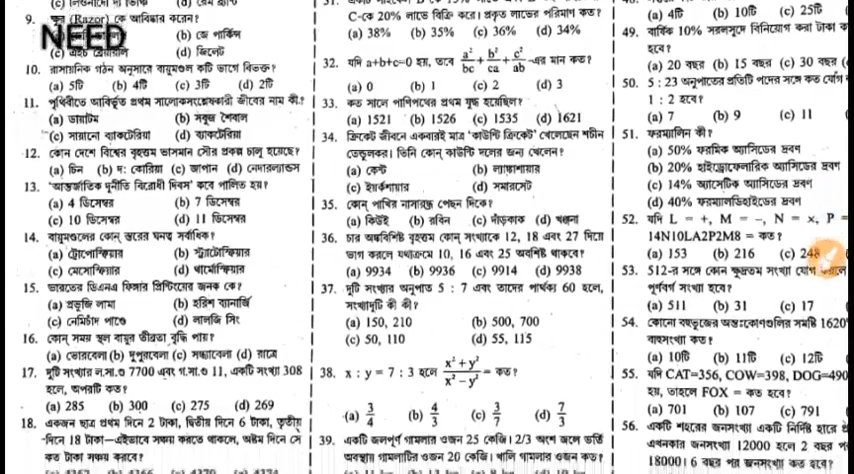 9. ক্ষুর (Razor) কে আবিষ্কার করেন?
NEED
(b) জে পার্কিন
(d) জিলেট
10. রাসায়নিক গঠন অনুসারে বায়ুমণ্ডল কটি ভাগে বিভক্ত?
(a) 5টি (b) 4টি (c) 3টি (d) 2টি
11. পৃথিবীতে আবির্ভূত প্রথম সালোকসংশ্লেষকারী জীবের নাম কী?
(a) ডায়াটম (b) সবুজ শৈবাল
(c) সায়ানো ব্যাকটেরিয়া (d) ব্যাকটেরিয়া
12. কোন দেশে বিশ্বের বৃহত্তম ভাসমান সৌর প্রকল্প চালু হয়েছে?
(a) চিন (b) দ: কোরিয়া (c) জাপান (d) নেদারল্যান্ডস
13. 'আন্তর্জাতিক দুর্নীতি বিরোধী দিবস' কবে পালিত হয়?
(a) 4 ডিসেম্বর (b) 7 ডিসেম্বর
(c) 10 ডিসেম্বর (d) 11 ডিসেম্বর
14. বায়ুমণ্ডলের কোন্ স্তরের ঘনত্ব সর্বাধিক?
(a) ট্রোপোস্ফিয়ার (b) স্ট্র্যাটোস্ফিয়ার
(c) মেসোস্ফিয়ার (d) থার্মোস্ফিয়ার
15. ভারতের ডিএনএ ফিঙ্গার প্রিন্টিংয়ের জনক কে?
(a) প্রভুজি লামা (b) হরিশ ব্যানার্জি
(c) নেমিচাঁদ পান্ডে (d) লালজি সিং
16. কোন্ সময় স্থল বায়ুর তীব্রতা বৃদ্ধি পায়?
(a) ভোরবেলা (b) দুপুরবেলা (c) সন্ধ্যাবেলা (d) রাতে
17. দুটি সংখ্যার ল.সা.গু 7700 এবং গ.সা.গু 11, একটি সংখ্যা 308
হলে, অপরটি কত?
(a) 285 (b) 300 (c) 275 (d) 269
18. একজন ছাত্র প্রথম দিনে 2 টাকা, দ্বিতীয় দিনে 6 টাকা, তৃতীয়
দিনে 18 টাকা—এইভাবে সঞ্চয় করতে থাকলে, অষ্টম দিনে সে
কত টাকা সঞ্চয় করবে?
C-কে 20% লাভে বিক্রি করে। প্রকৃত লাভের পরিমাণ কত?
(a) 38% (b) 35% (c) 36% (d) 34%
32. যদি a+b+c=0 হয়, তবে a²/bc + b²/ca + c²/ab -এর মান কত?
(a) 0 (b) 1 (c) 2 (d) 3
33. কত সালে পাণিপথের প্রথম যুদ্ধ হয়েছিল?
(a) 1521 (b) 1526 (c) 1535 (d) 1621
34. ক্রিকেট জীবনে একবারই মাত্র 'কাউন্টি ক্রিকেট' খেলেছেন শচীন
তেন্ডুলকর। তিনি কোন্ কাউন্টি দলের জন্য খেলেন?
(a) কেন্ট (b) ল্যাঙ্কাশায়ার
(c) ইয়র্কশায়ার (d) সমারসেট
35. কোন্ পাখির নাসারন্ধ্র পেছন দিকে?
(a) কিউই (b) রবিন (c) দাঁড়কাক (d) খঞ্জনা
36. চার অঙ্কবিশিষ্ট বৃহত্তম কোন্ সংখ্যাকে 12, 18 এবং 27 দিয়ে
ভাগ করলে যথাক্রমে 10, 16 এবং 25 অবশিষ্ট থাকবে?
(a) 9934 (b) 9936 (c) 9914 (d) 9938
37. দুটি সংখ্যার অনুপাত 5 : 7 এবং তাদের পার্থক্য 60 হলে,
সংখ্যাদুটি কী কী?
(a) 150, 210 (b) 500, 700
(c) 50, 110 (d) 55, 115
38. x : y = 7 : 3 হলে x²+y²/x²−y² = কত?
(a) 3/4 (b) 4/3 (c) 3/7 (d) 7/3
39. একটি জলপূর্ণ গামলার ওজন 25 কেজি। 2/3 অংশ জলে ভর্তি
অবস্থায় গামলাটির ওজন 20 কেজি। খালি গামলার ওজন কত?
(a) 4টি (b) 10টি (c) 25টি
49. বার্ষিক 10% সরলসুদে বিনিয়োগ করা টাকা ক
হবে?
(a) 20 বছর (b) 15 বছর (c) 30 বছর
50. 5 : 23 অনুপাতের প্রতিটি পদের সঙ্গে কত যোগ
1 : 2 হবে?
(a) 7 (b) 9 (c) 11
51. ফরম্যালিন কী?
(a) 50% ফরমিক অ্যাসিডের দ্রবণ
(b) 20% হাইড্রোফ্লোরিক অ্যাসিডের দ্রবণ
(c) 14% অ্যাসেটিক অ্যাসিডের দ্রবণ
(d) 40% ফরম্যালডিহাইডের দ্রবণ
52. যদি L = +, M = –, N = x, P =
14N10LA2P2M8 = কত?
(a) 153 (b) 216 (c) 248
53. 512-র সঙ্গে কোন ক্ষুদ্রতম সংখ্যা যোগ করলে
পূর্ণবর্গ সংখ্যা হবে?
(a) 511 (b) 31 (c) 17
54. কোনো বহুভূজের অন্তঃকোণগুলির সমষ্টি 1620
বাহুসংখ্যা কত?
(a) 10টি (b) 11টি (c) 12টি
55. যদি CAT=356, COW=398, DOG=490
হয়, তাহলে FOX = কত হবে?
(a) 701 (b) 107 (c) 791
56. একটি শহরের জনসংখ্যা একটি নির্দিষ্ট হারে
এখনকার জনসংখ্যা 12000 হলে 2 বছর
18000। 6 বছর পর জনসংখ্যা কত হবে?